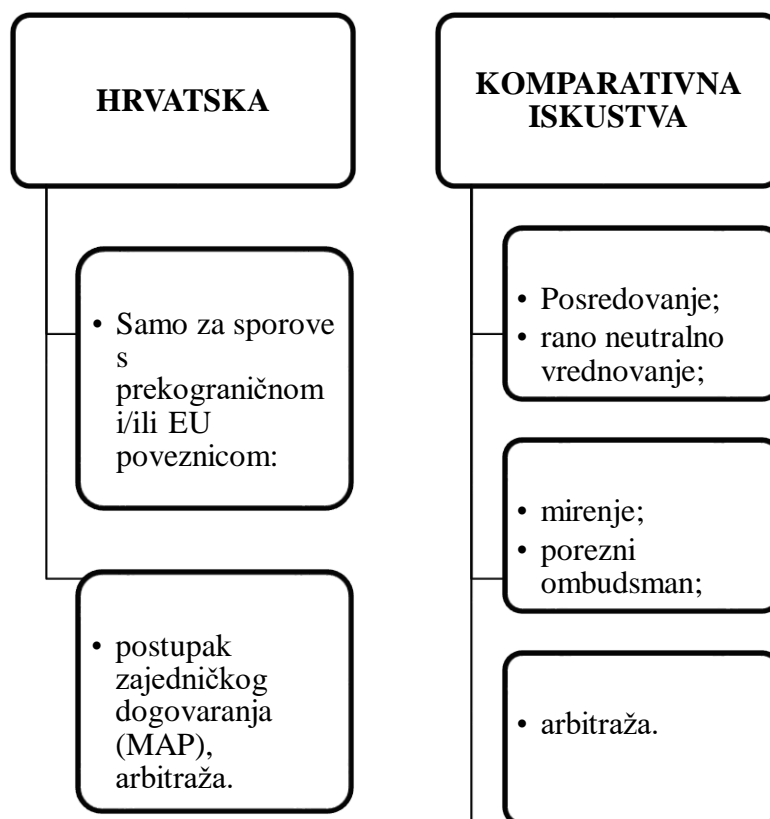 HRVATSKA
• Samo za sporove
s
prekograničnom
i/ili EU
poveznicom:
• postupak
zajedničkog
dogovaranja
(MAP),
arbitraža.
KOMPARATIVNA
ISKUSTVA
• Posredovanje;
• rano neutralno
vrednovanje;
• mirenje;
• porezni
ombudsman;
• arbitraža.